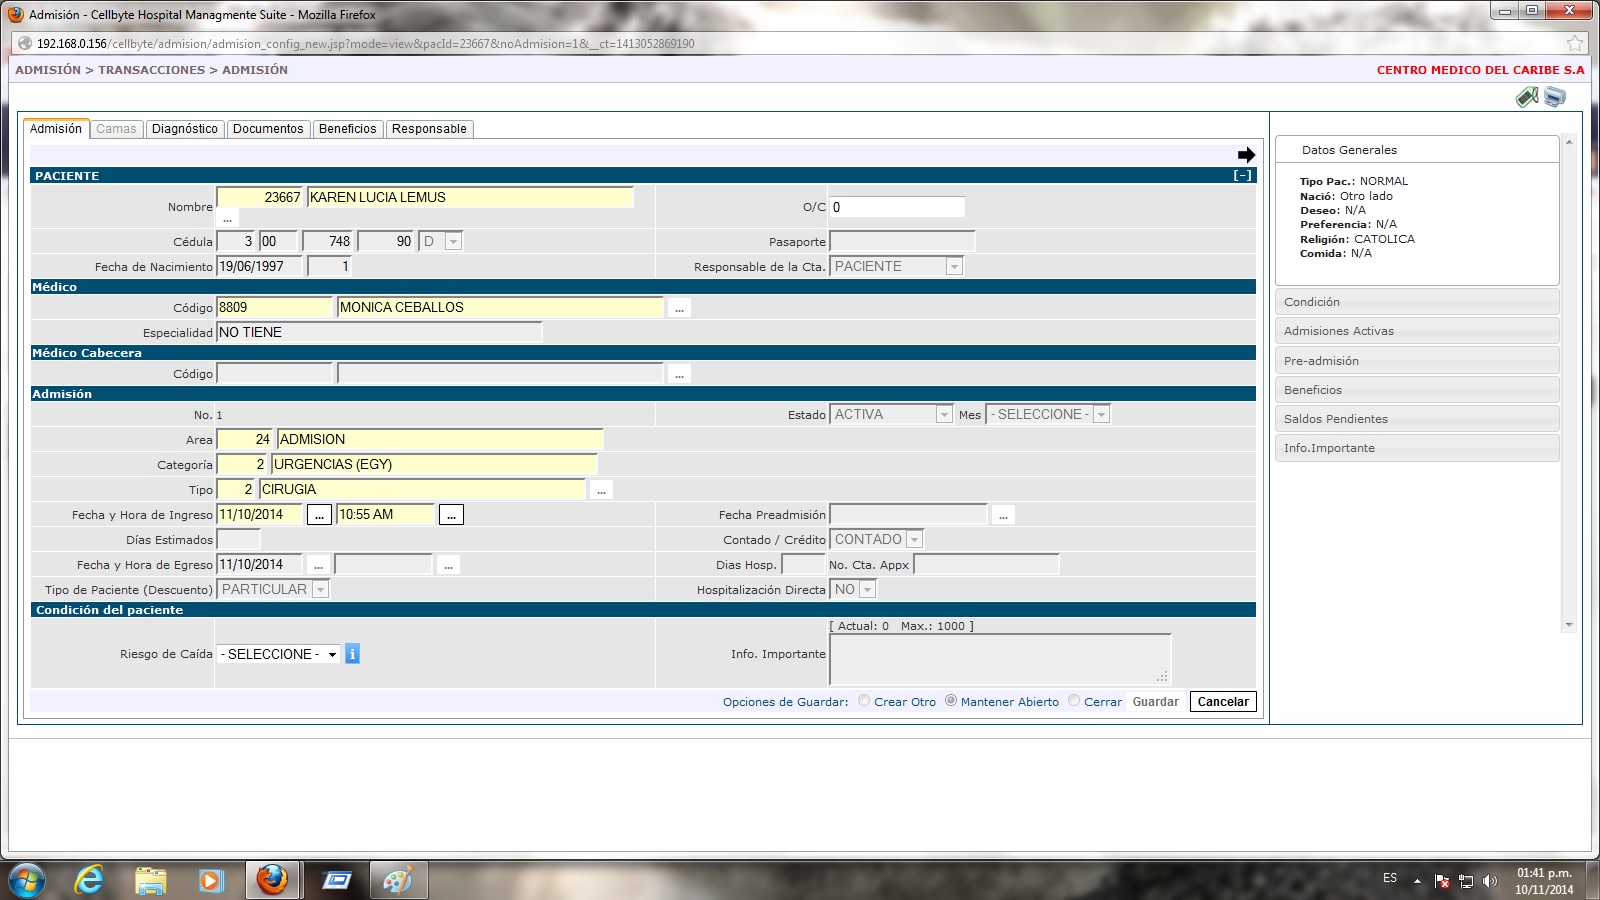 Admisión - Cellbyte Hospital Managmente Suite - Mozilla Firefox
192.168.0.156/cellbyte/admision/admision_config_new.jsp?mode=view&pacId=23667&noAdmision=1&__ct=1413052869190
ADMISIÓN > TRANSACCIONES > ADMISIÓN CENTRO MEDICO DEL CARIBE S.A
Admisión Camas Diagnóstico Documentos Beneficios Responsable
PACIENTE [-]
Nombre 23667 KAREN LUCIA LEMUS ... O/C 0
Cédula 3 00 748 90 D Pasaporte
Fecha de Nacimiento 19/06/1997 1 Responsable de la Cta. PACIENTE
Médico
Código 8809 MONICA CEBALLOS ...
Especialidad NO TIENE
Médico Cabecera
Código ...
Admisión
No. 1 Estado ACTIVA Mes - SELECCIONE -
Area 24 ADMISION
Categoría 2 URGENCIAS (EGY)
Tipo 2 CIRUGIA ...
Fecha y Hora de Ingreso 11/10/2014 ... 10:55 AM ... Fecha Preadmisión ...
Días Estimados Contado / Crédito CONTADO
Fecha y Hora de Egreso 11/10/2014 ... ... Dias Hosp. No. Cta. Appx
Tipo de Paciente (Descuento) PARTICULAR Hospitalización Directa NO
Condición del paciente
[ Actual: 0 Max.: 1000 ]
Riesgo de Caída - SELECCIONE - i Info. Importante
Opciones de Guardar: Crear Otro Mantener Abierto Cerrar Guardar Cancelar
Datos Generales
Tipo Pac.: NORMAL
Nació: Otro lado
Deseo: N/A
Preferencia: N/A
Religión: CATOLICA
Comida: N/A
Condición
Admisiones Activas
Pre-admisión
Beneficios
Saldos Pendientes
Info.Importante
ES 01:41 p.m.
10/11/2014